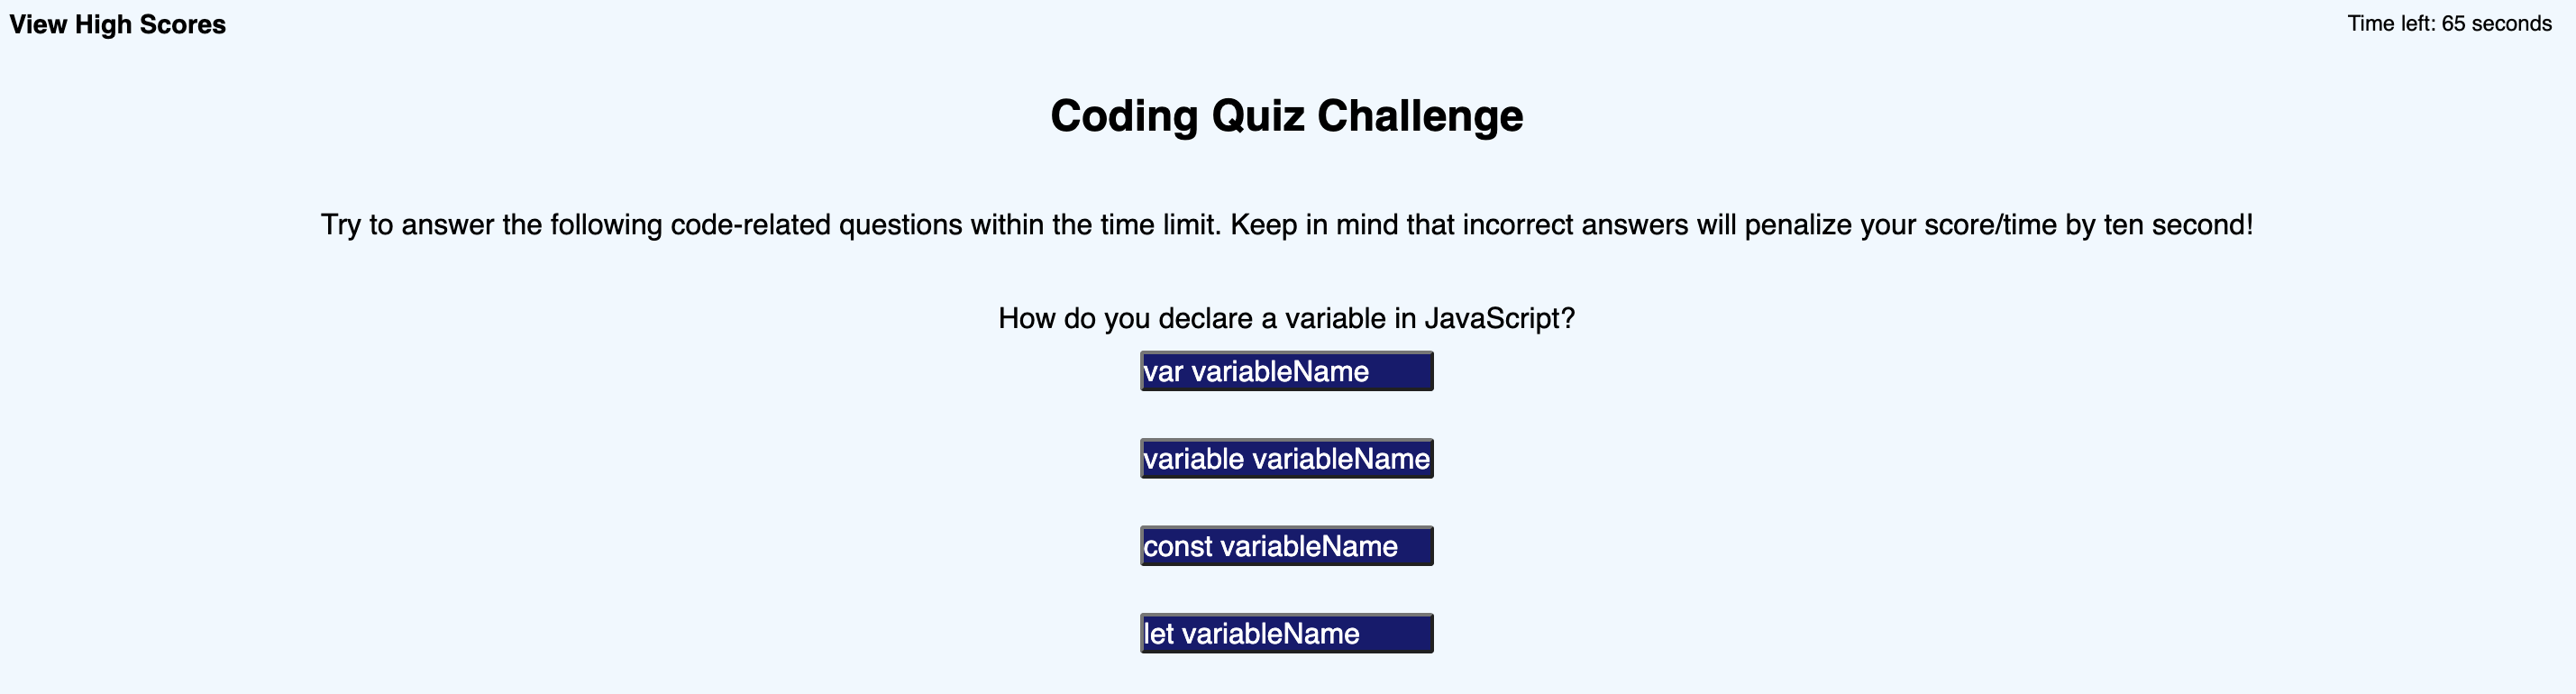 View High Scores
Time left: 65 seconds
Coding Quiz Challenge
Try to answer the following code-related questions within the time limit. Keep in mind that incorrect answers will penalize your score/time by ten second!
How do you declare a variable in JavaScript?
var variableName
variable variableName
const variableName
let variableName